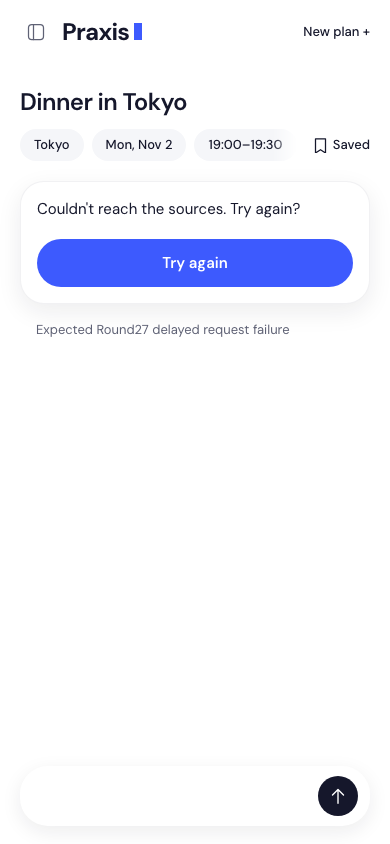 Praxis
New plan +
Dinner in Tokyo
Tokyo
Mon, Nov 2
19:00–19:30
Saved
Couldn't reach the sources. Try again?
Try again
Expected Round27 delayed request failure